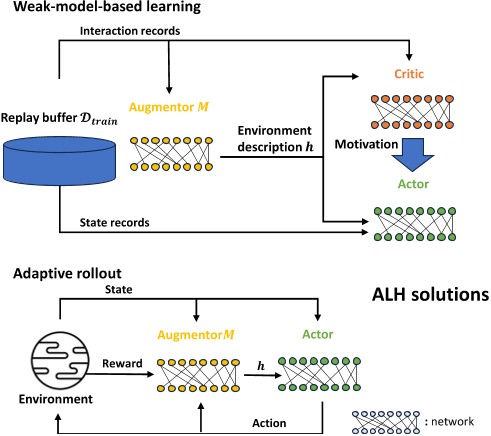 Weak-model-based learning
Interaction records
Critic
Augmentor M
Replay buffer 𝒟train
Environment
description h
Motivation
Actor
State records
Adaptive rollout
State
ALH solutions
AugmentorM
Actor
Reward
h
Environment
Action
: network